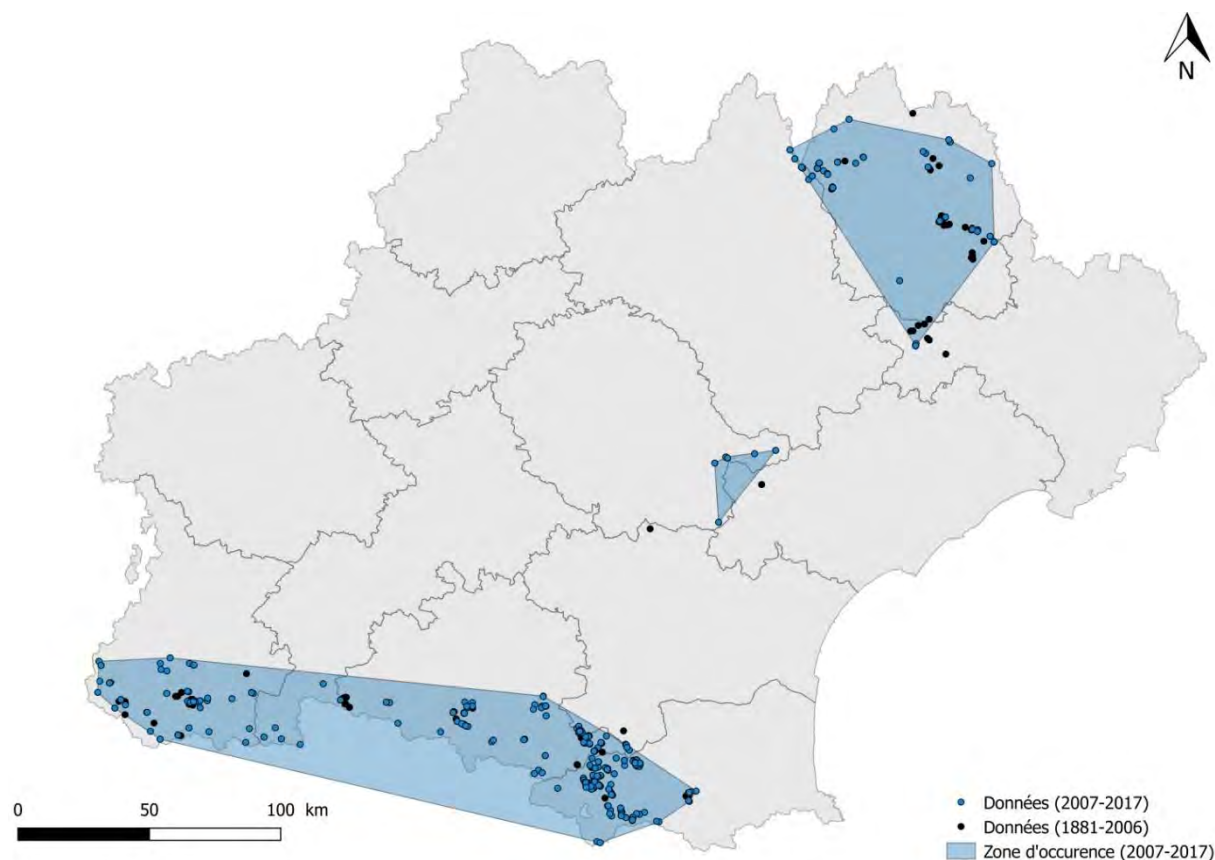 N
0 50 100 km
Données (2007-2017)
Données (1881-2006)
Zone d'occurence (2007-2017)